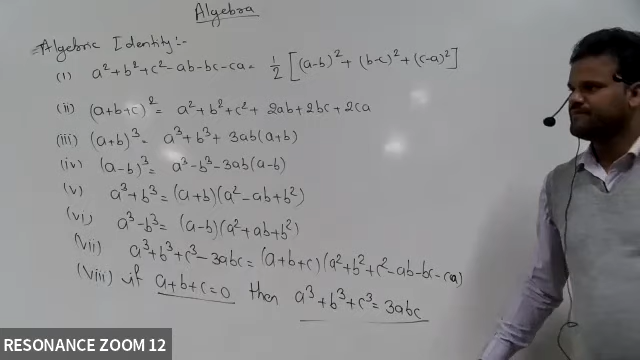 Algebra
Algebric Identity:-
(i) a²+b²+c²-ab-bc-ca = 1/2 [(a-b)²+(b-c)²+(c-a)²]
(ii) (a+b+c)² = a²+b²+c²+2ab+2bc+2ca
(iii) (a+b)³ = a³+b³+3ab(a+b)
(iv) (a-b)³ = a³-b³-3ab(a-b)
(v) a³+b³ = (a+b)(a²-ab+b²)
(vi) a³-b³ = (a-b)(a²+ab+b²)
(vii) a³+b³+c³-3abc = (a+b+c)(a²+b²+c²-ab-bc-ca)
(viii) if a+b+c=0 then a³+b³+c³=3abc
RESONANCE ZOOM 12